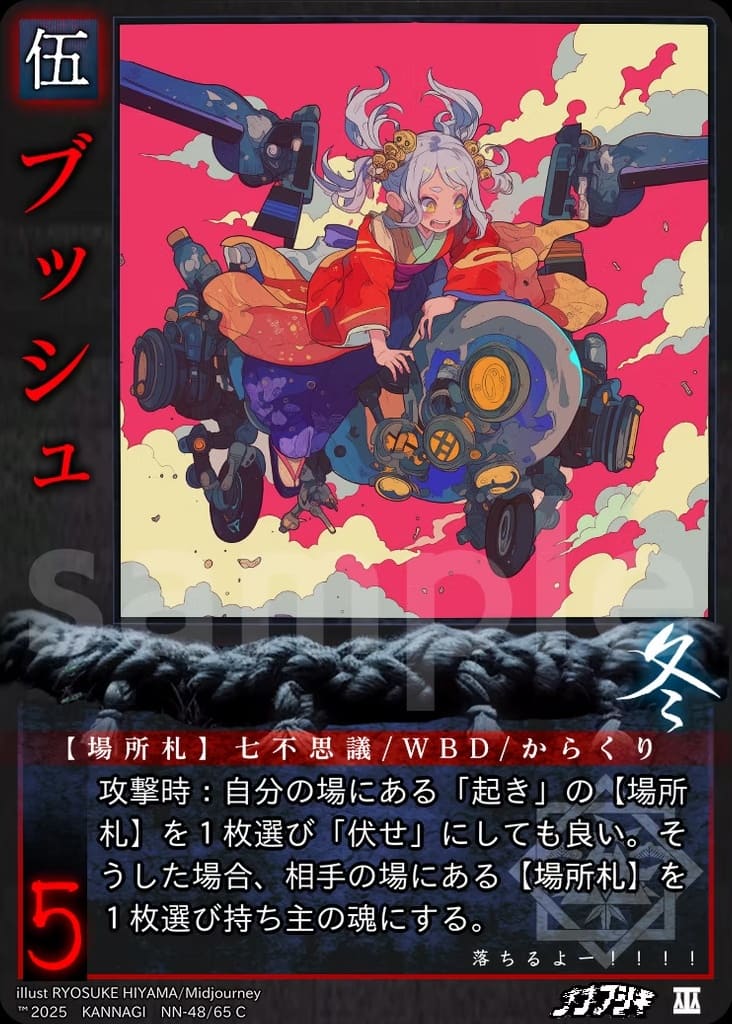 伍
ブッシュ
sample
冬
【場所札】七不思議/WBD/からくり
攻撃時：自分の場にある「起き」の【場所
札】を１枚選び「伏せ」にしても良い。そ
うした場合、相手の場にある【場所札】を
１枚選び持ち主の魂にする。
5
落ちるよー！！！！
illust RYOSUKE HIYAMA/Midjourney
™2025 KANNAGI NN-48/65 C